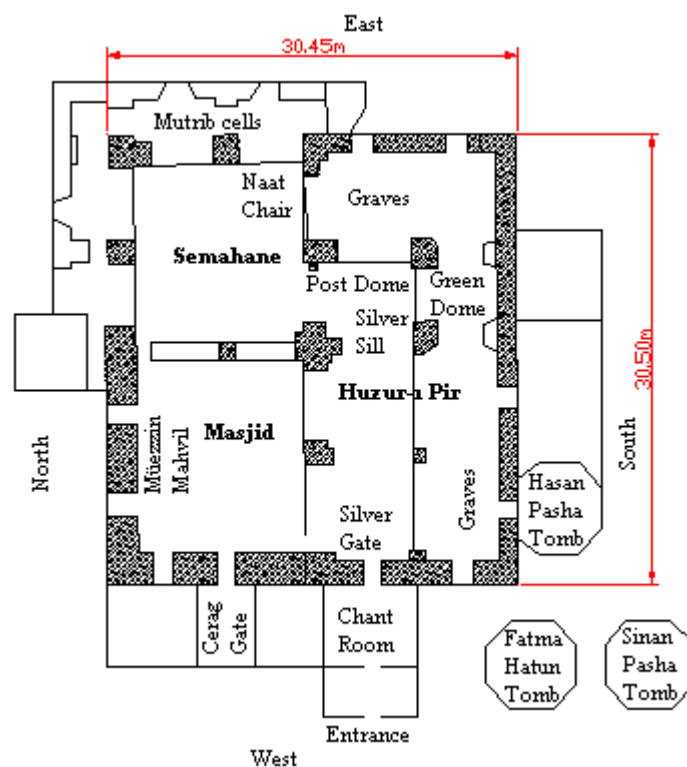 East
30.45m
Mutrib cells
Naat
Chair
Graves
Semahane
Post Dome
Green
Dome
Silver
Sill
30.50m
Huzur-ı Pir
Masjid
Müezzin
Mahvil
North
South
Graves
Hasan
Pasha
Tomb
Silver
Gate
Cerag
Gate
Chant
Room
Fatma
Hatun
Tomb
Sinan
Pasha
Tomb
Entrance
West